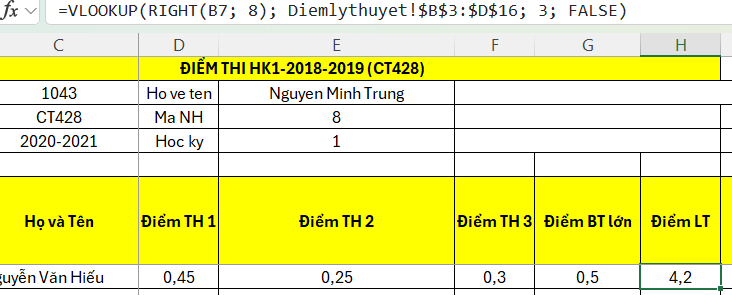 fx =VLOOKUP(RIGHT(B7; 8); Diemlythuyet!$B$3:$D$16; 3; FALSE)
C D E F G H
ĐIỂM THI HK1-2018-2019 (CT428)
1043 Ho ve ten Nguyen Minh Trung
CT428 Ma NH 8
2020-2021 Hoc ky 1
Họ và Tên Điểm TH 1 Điểm TH 2 Điểm TH 3 Điểm BT lớn Điểm LT
Văn Hiếu 0,45 0,25 0,3 0,5 4,2